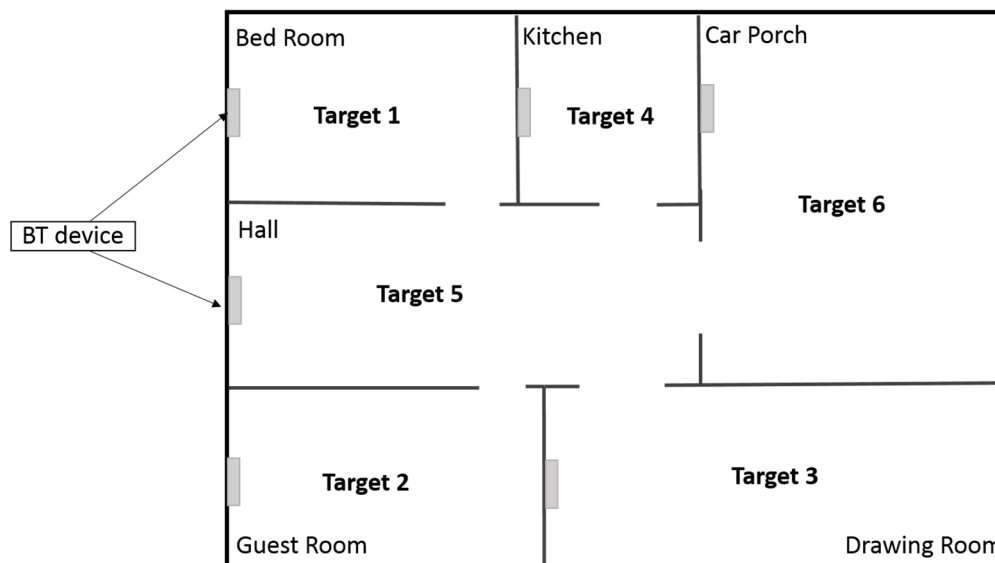 Bed Room
Kitchen
Car Porch
Target 1
Target 4
Target 6
BT device
Hall
Target 5
Target 2
Target 3
Guest Room
Drawing Room